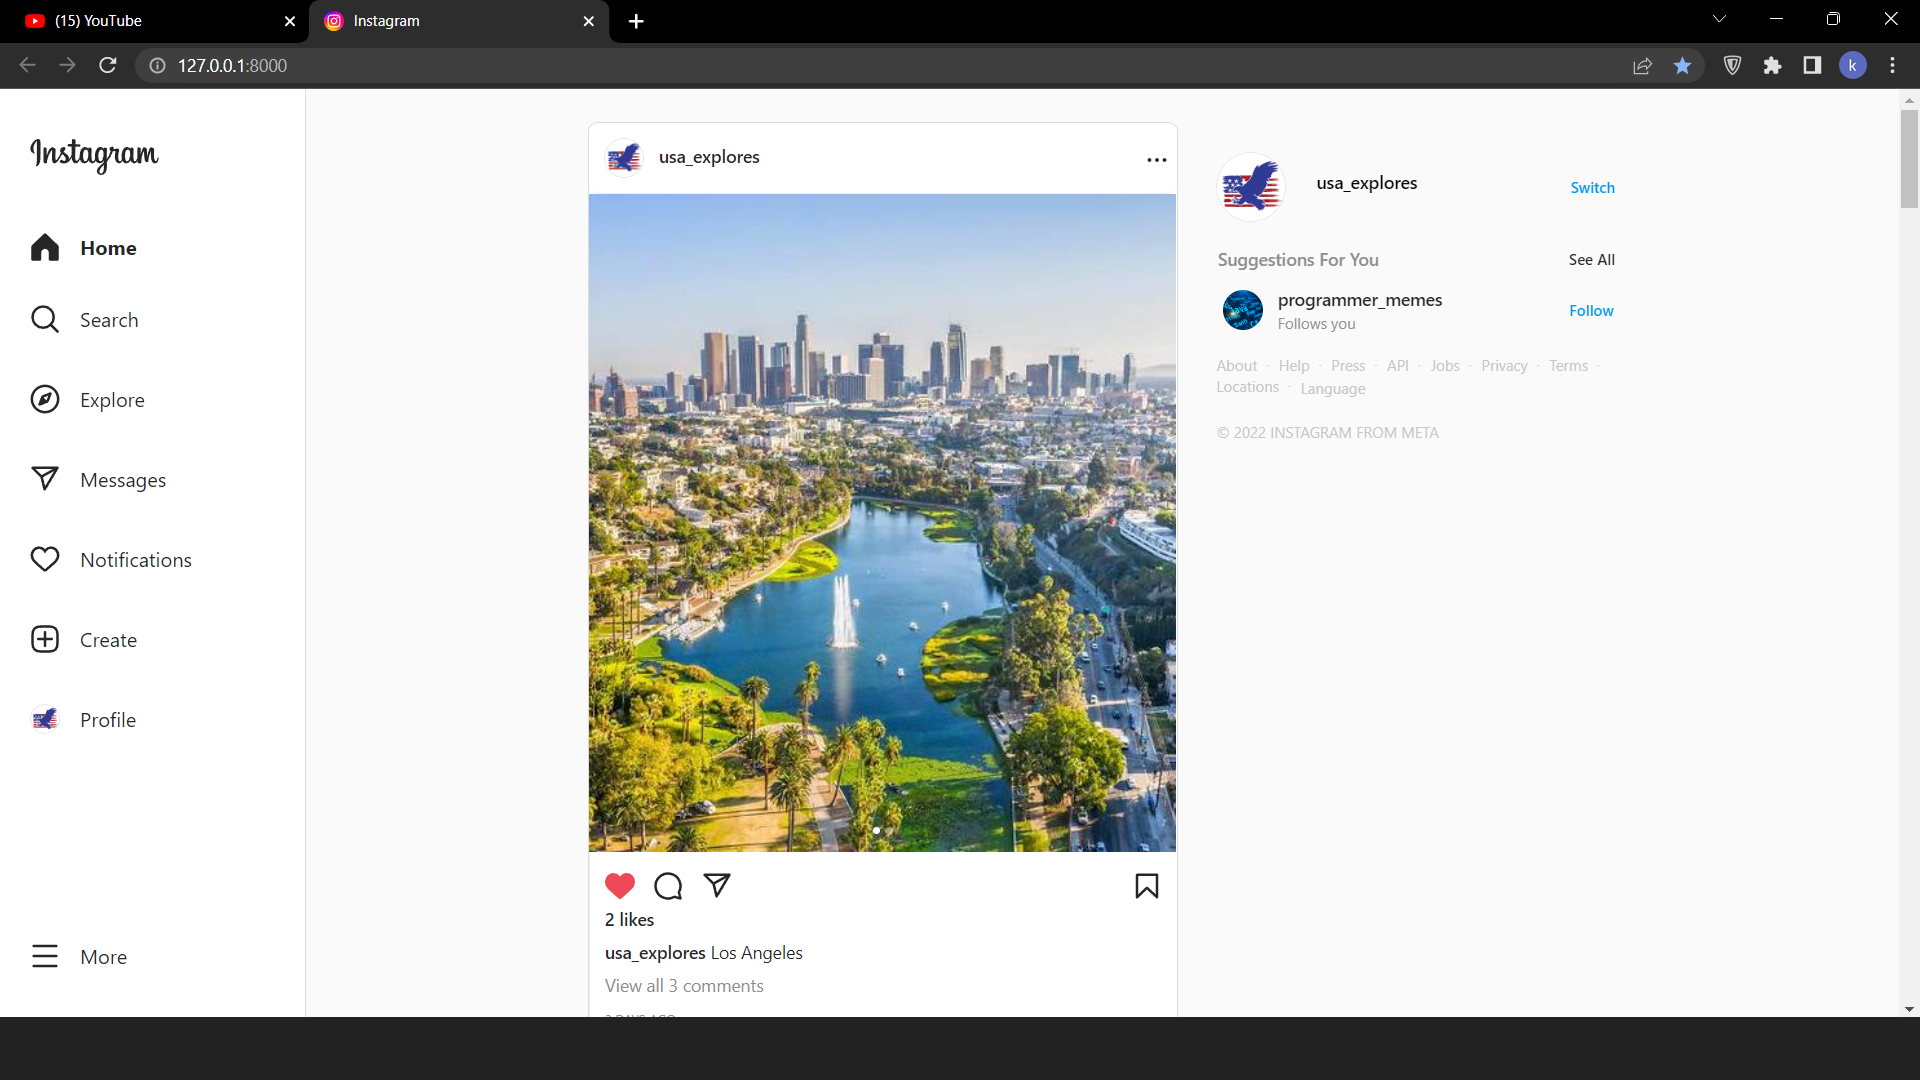 (15) YouTube
Instagram
127.0.0.1:8000
k
Instagram
Home
Search
Explore
Messages
Notifications
Create
Profile
More
usa_explores
2 likes
usa_explores Los Angeles
View all 3 comments
usa_explores
Switch
Suggestions For You
See All
programmer_memes
Follows you
Follow
About · Help · Press · API · Jobs · Privacy · Terms ·
Locations · Language
© 2022 INSTAGRAM FROM META